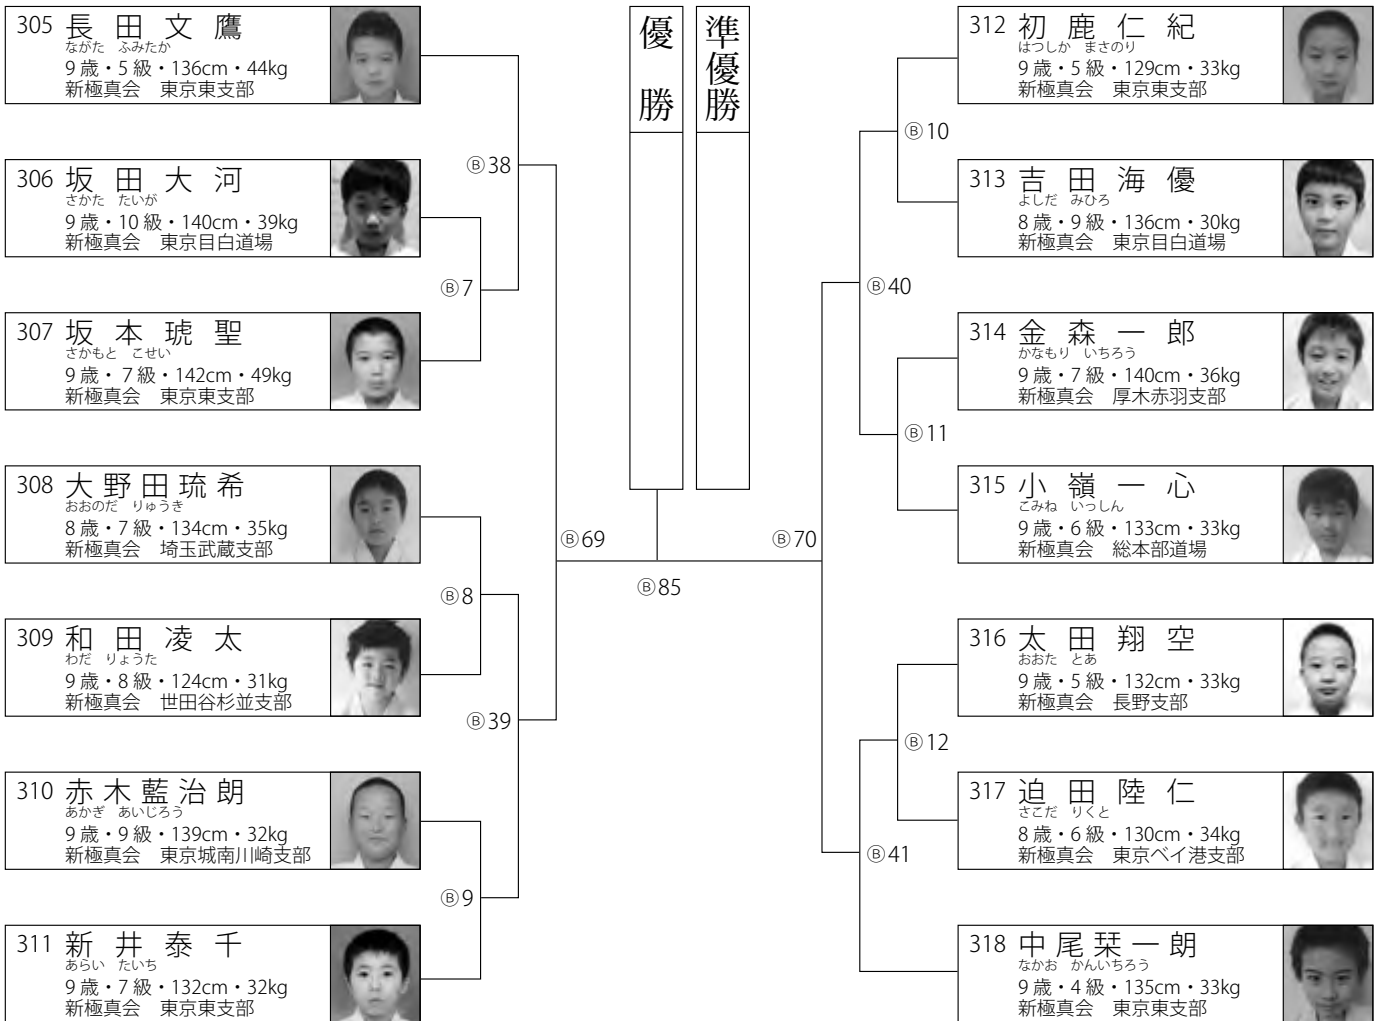 305 長田文鷹
ながた ふみたか
9歳・5級・136cm・44kg
新極真会 東京東支部
306 坂田大河
さかた たいが
9歳・10級・140cm・39kg
新極真会 東京目白道場
307 坂本琥聖
さかもと こせい
9歳・7級・142cm・49kg
新極真会 東京東支部
308 大野田琉希
おおのだ りゅうき
8歳・7級・134cm・35kg
新極真会 埼玉武蔵支部
309 和田凌太
わだ りょうた
9歳・8級・124cm・31kg
新極真会 世田谷杉並支部
310 赤木藍治朗
あかぎ あいじろう
9歳・9級・139cm・32kg
新極真会 東京城南川崎支部
311 新井泰千
あらい たいち
9歳・7級・132cm・32kg
新極真会 東京東支部
Ⓑ38
Ⓑ7
Ⓑ8
Ⓑ39
Ⓑ9
Ⓑ69
優勝
準優勝
Ⓑ85
Ⓑ70
Ⓑ10
Ⓑ40
Ⓑ11
Ⓑ12
Ⓑ41
312 初鹿仁紀
はつしか まさのり
9歳・5級・129cm・33kg
新極真会 東京東支部
313 吉田海優
よしだ みひろ
8歳・9級・136cm・30kg
新極真会 東京目白道場
314 金森一郎
かなもり いちろう
9歳・7級・140cm・36kg
新極真会 厚木赤羽支部
315 小嶺一心
こみね いっしん
9歳・6級・133cm・33kg
新極真会 総本部道場
316 太田翔空
おおた とあ
9歳・5級・132cm・33kg
新極真会 長野支部
317 迫田陸仁
さこだ りくと
8歳・6級・130cm・34kg
新極真会 東京ベイ港支部
318 中尾栞一朗
なかお かんいちろう
9歳・4級・135cm・33kg
新極真会 東京東支部